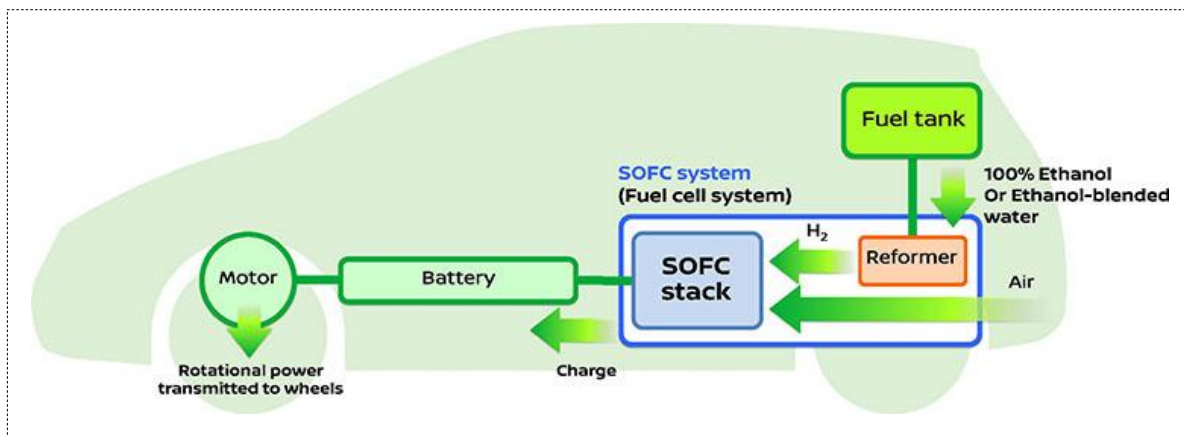 Fuel tank
SOFC system
(Fuel cell system)
100% Ethanol
Or Ethanol-blended
water
H₂
Reformer
SOFC
stack
Air
Motor
Battery
Charge
Rotational power
transmitted to wheels